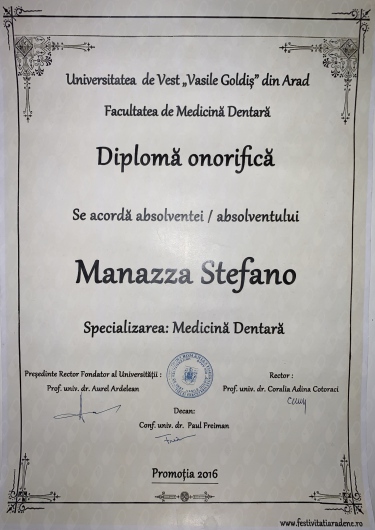 Universitatea de Vest „Vasile Goldiş” din Arad
Facultatea de Medicină Dentară
Diplomă onorifică
Se acordă absolventei / absolventului
Manazza Stefano
Specializarea: Medicină Dentară
Preşedinte Rector Fondator al Universităţii :
Prof. univ. dr. Aurel Ardelean
Rector :
Prof. univ. dr. Coralia Adina Cotoraci
Decan:
Conf. univ. dr. Paul Freiman
Promoţia 2016
www.festivitatiaradene.ro